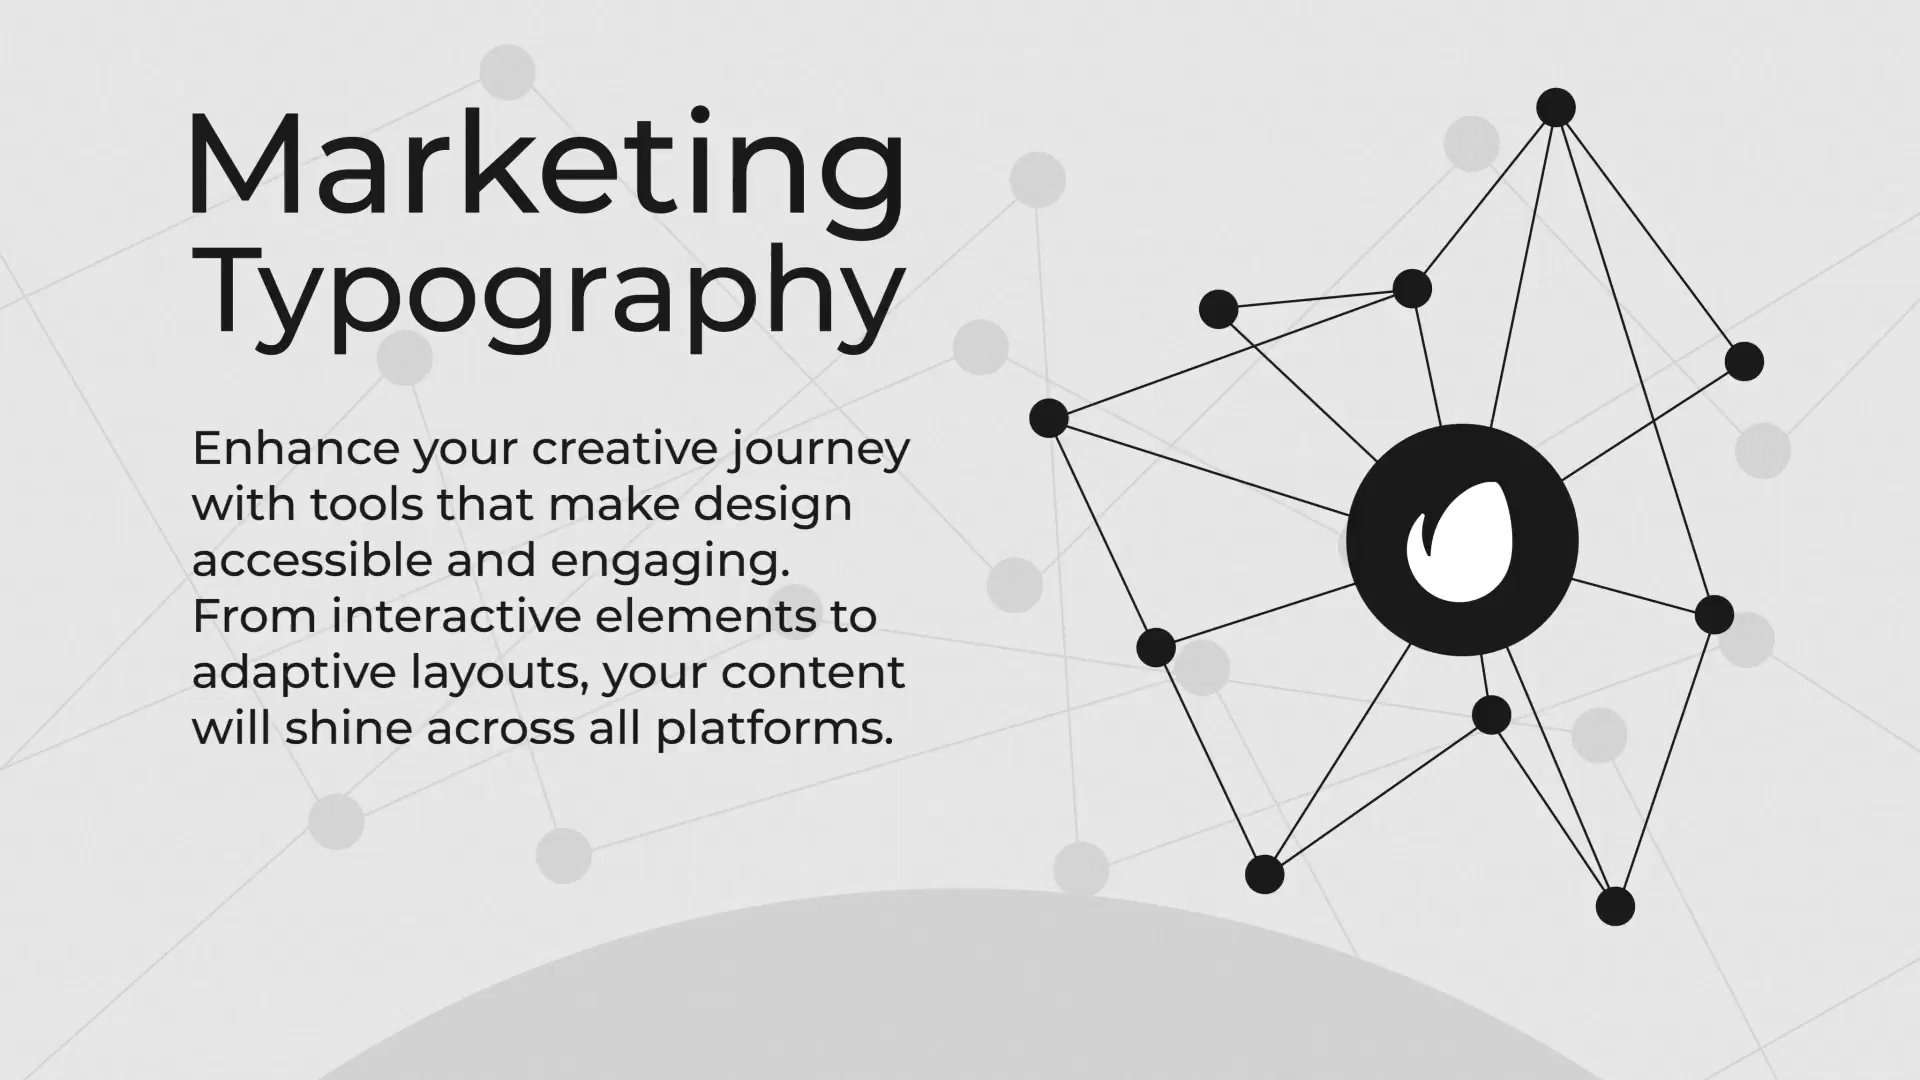 Marketing
Typography
Enhance your creative journey
with tools that make design
accessible and engaging.
From interactive elements to
adaptive layouts, your content
will shine across all platforms.